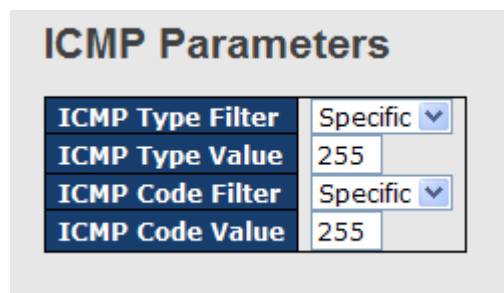 ICMP Parameters
ICMP Type Filter Specific
ICMP Type Value 255
ICMP Code Filter Specific
ICMP Code Value 255